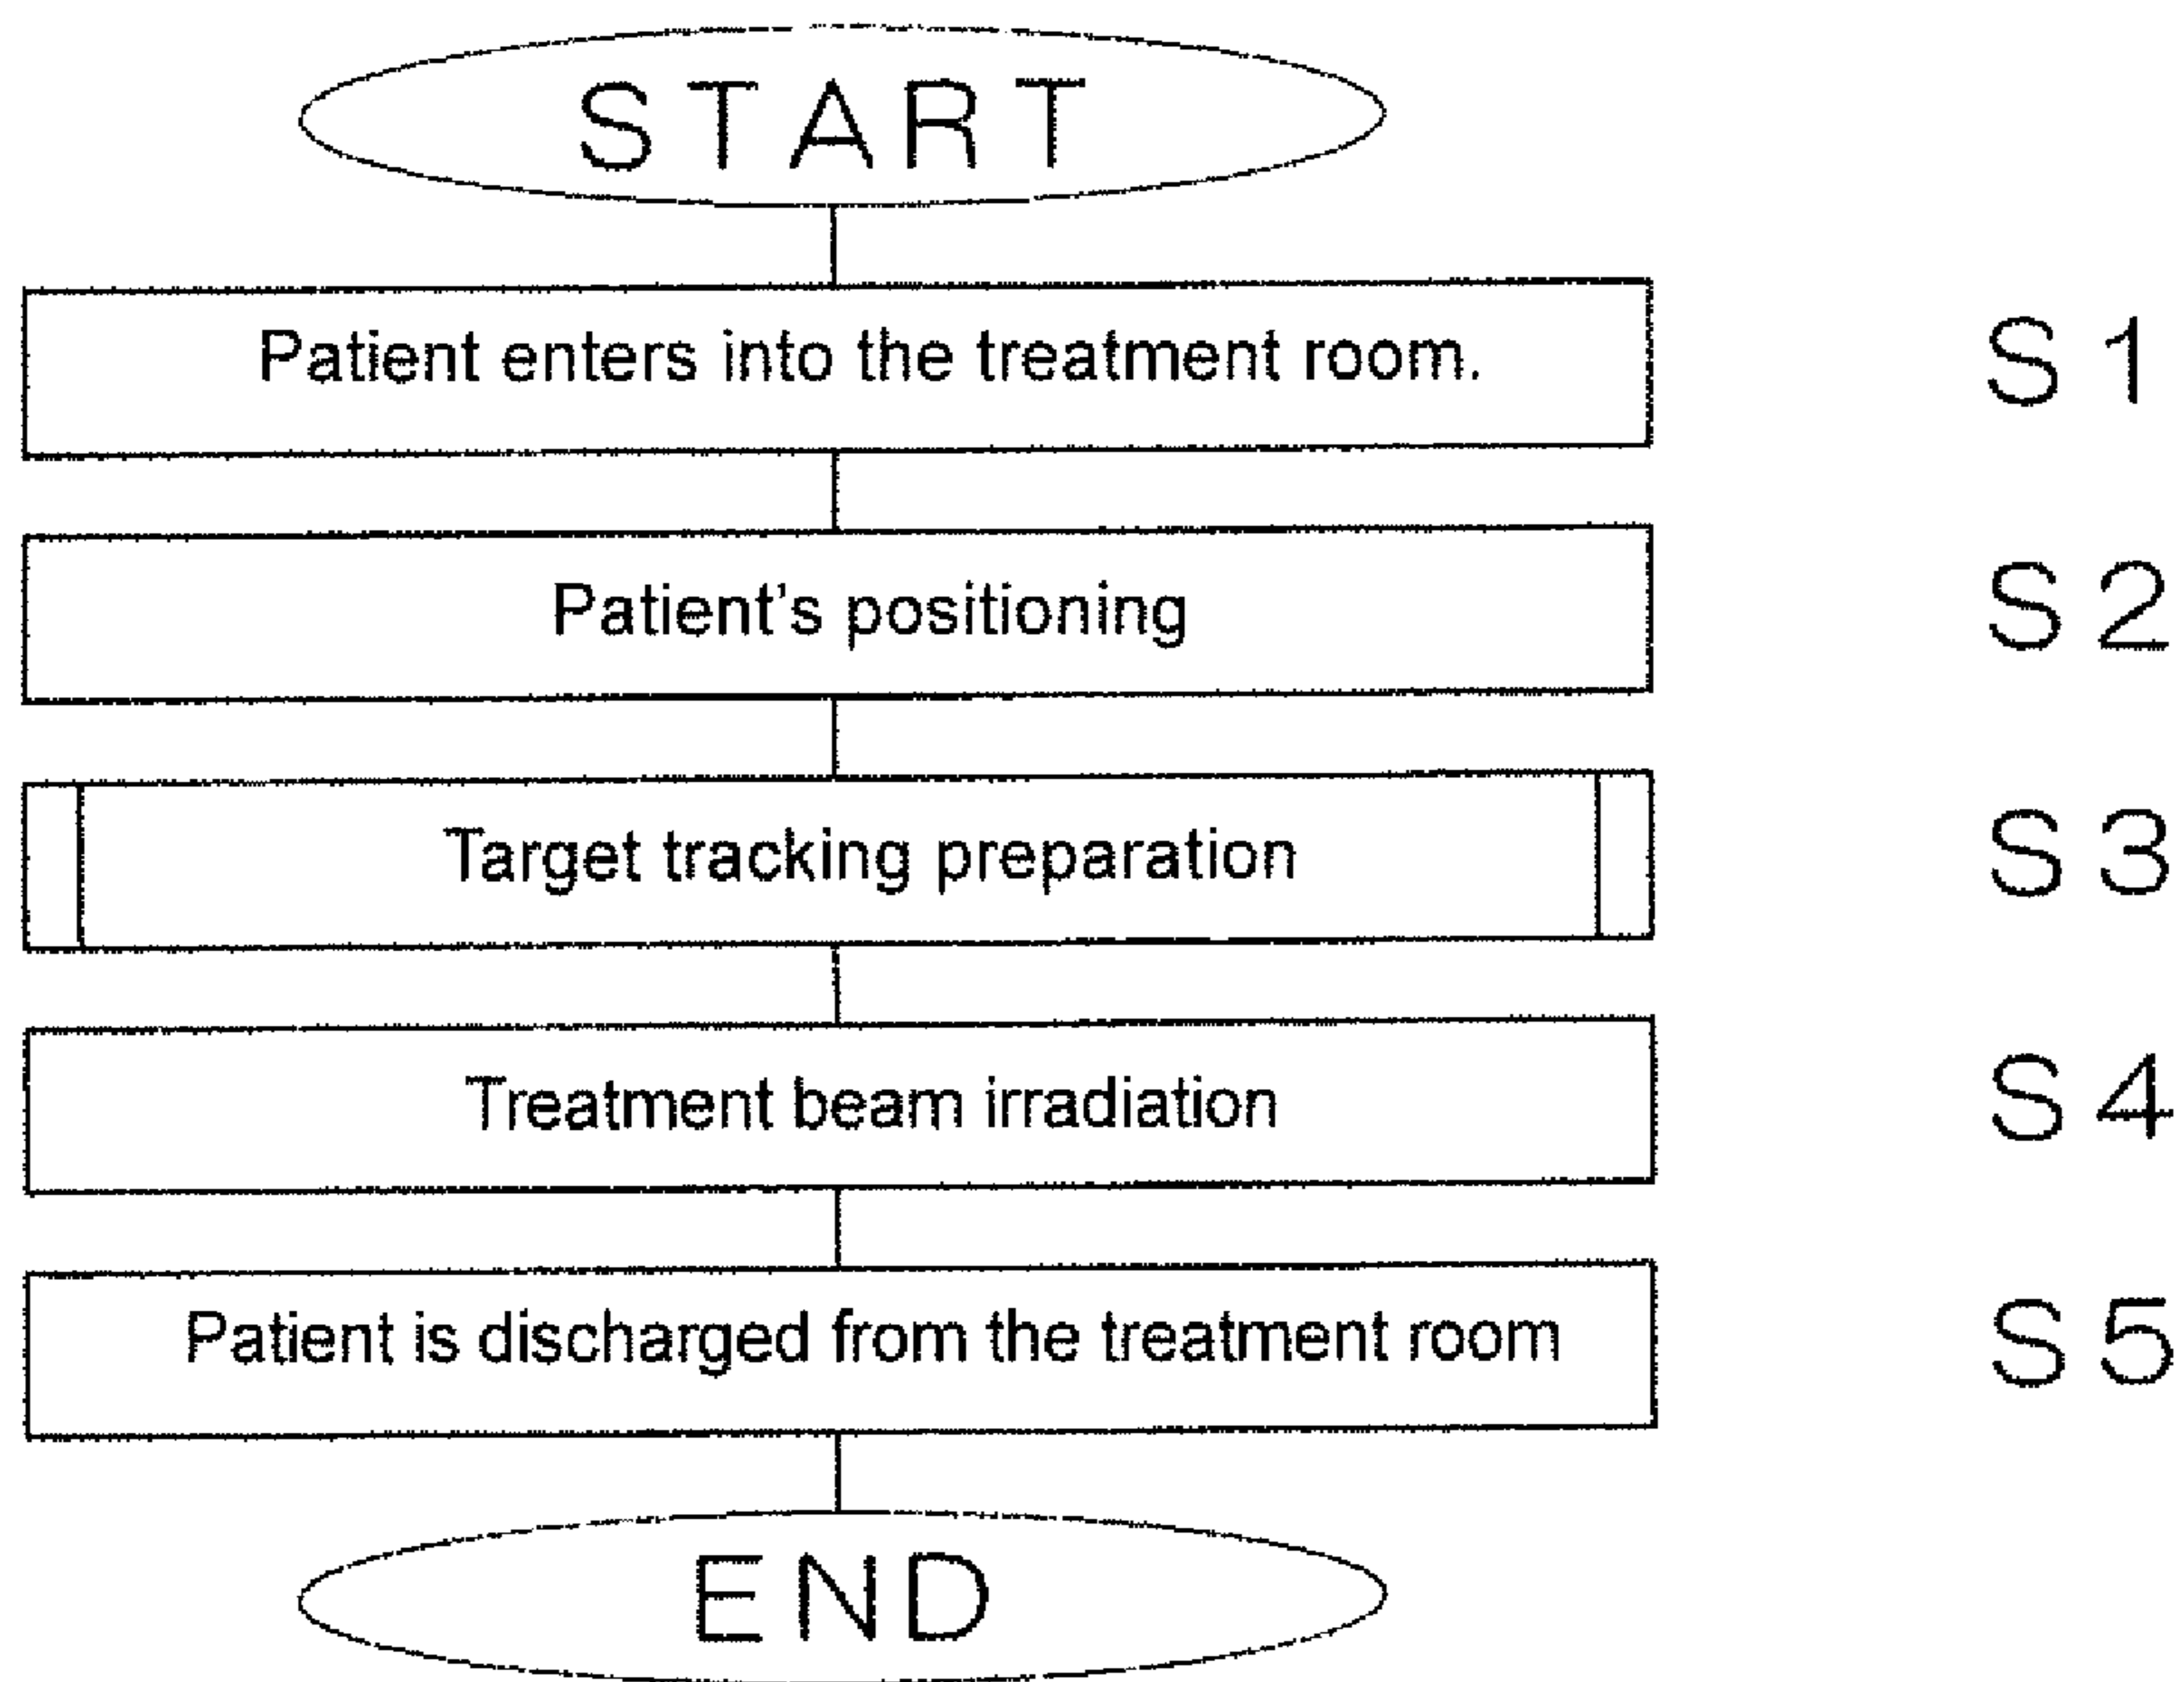 START
Patient enters into the treatment room. S1
Patient's positioning S2
Target tracking preparation S3
Treatment beam irradiation S4
Patient is discharged from the treatment room S5
END